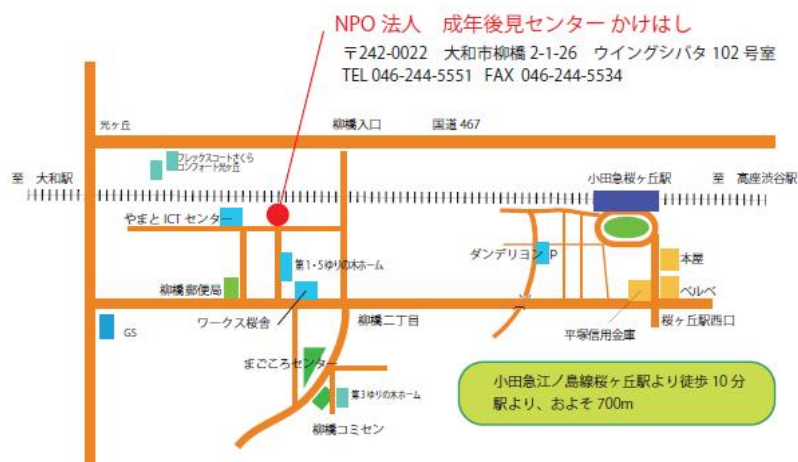 NPO 法人 成年後見センター かけはし
〒242-0022 大和市柳橋 2-1-26 ウイングシバタ 102 号室
TEL 046-244-5551 FAX 046-244-5534
光ヶ丘
柳橋入口
国道 467
フレックスコートさくら
コンフォート光ヶ丘
至 大和駅
小田急桜ヶ丘駅
至 高座渋谷駅
やまと ICT センター
第1・5ゆりの木ホーム
ダンデリヨン P
本屋
柳橋郵便局
ベルベ
GS
ワークス桜舎
柳橋二丁目
平塚信用金庫
桜ヶ丘駅西口
まごころセンター
第3ゆりの木ホーム
柳橋コミセン
小田急江ノ島線桜ヶ丘駅より徒歩 10 分
駅より、およそ 700m